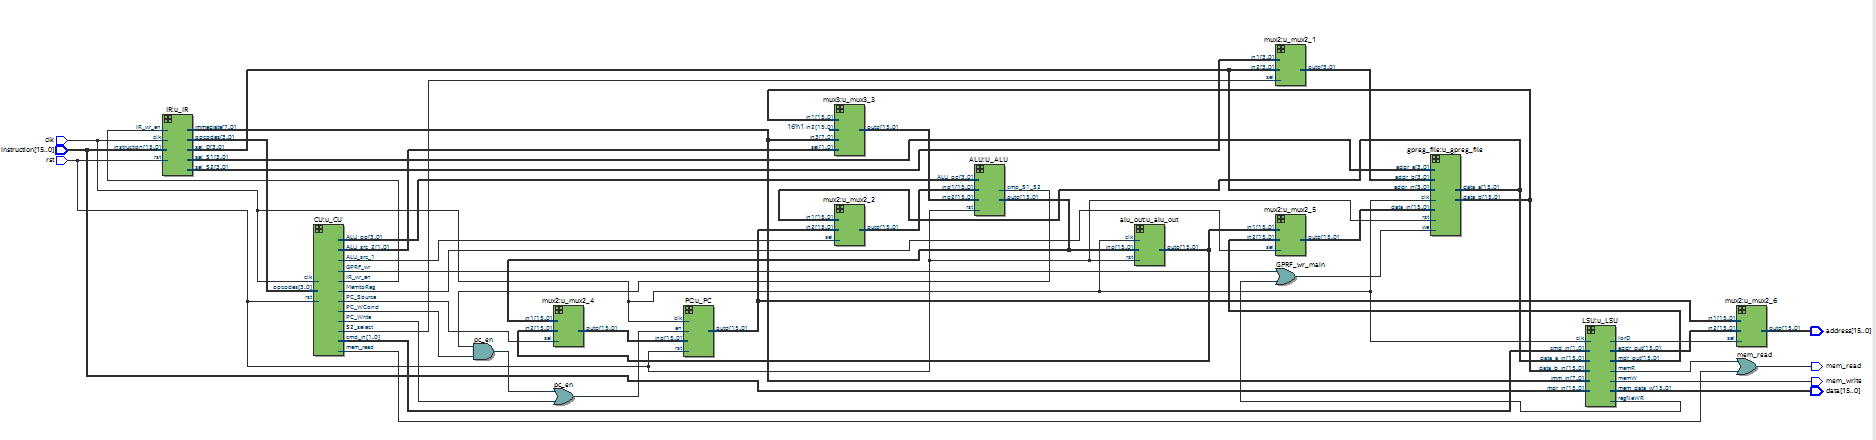 clk
instruction[15..0]
rst
IR:u_IR
IR_wr_en
clk
instruction[15..0]
rst
immediate[7..0]
opcodes[3..0]
sel_D[3..0]
sel_S1[3..0]
sel_S2[3..0]
CU:u_CU
clk
opcodes[3..0]
rst
ALU_op[3..0]
ALU_src_2[1..0]
ALU_src_1
GPRF_wr
IR_wr_en
MemtoReg
PC_Source
PC_WCond
PC_Write
S2_select
cmd_in[1..0]
mem_read
pc_en
pc_en
mux2:u_mux2_4
in1[15..0]
in2[15..0]
sel
outp[15..0]
PC:u_PC
clk
en
inp[15..0]
rst
outp[15..0]
mux3:u_mux3_3
in1[15..0]
16'h1 in2[15..0]
in3[7..0]
sel[1..0]
outp[15..0]
mux2:u_mux2_2
in1[15..0]
in2[15..0]
sel
outp[15..0]
ALU:U_ALU
ALU_op[3..0]
inp1[15..0]
inp2[15..0]
rst
cmp_S1_S2
outp[15..0]
alu_out:u_alu_out
clk
inp[15..0]
rst
outp[15..0]
mux2:u_mux2_1
in1[3..0]
in2[3..0]
sel
outp[3..0]
mux2:u_mux2_5
in1[15..0]
in2[15..0]
sel
outp[15..0]
GPRF_wr_main
gpreg_file:u_gpreg_file
addr_a[3..0]
addr_b[3..0]
addr_in[3..0]
clk
data_in[15..0]
rst
we
data_a[15..0]
data_b[15..0]
LSU:u_LSU
clk
cmd_in[1..0]
data_a_in[15..0]
data_b_in[15..0]
imm_in[7..0]
mdr_in[15..0]
IorD
addr_out[15..0]
mdr_out[15..0]
memR
memW
mem_data_w[15..0]
regfileWR
mux2:u_mux2_6
in1[15..0]
in2[15..0]
sel
outp[15..0]
mem_read
address[15..0]
mem_read
mem_write
data[15..0]